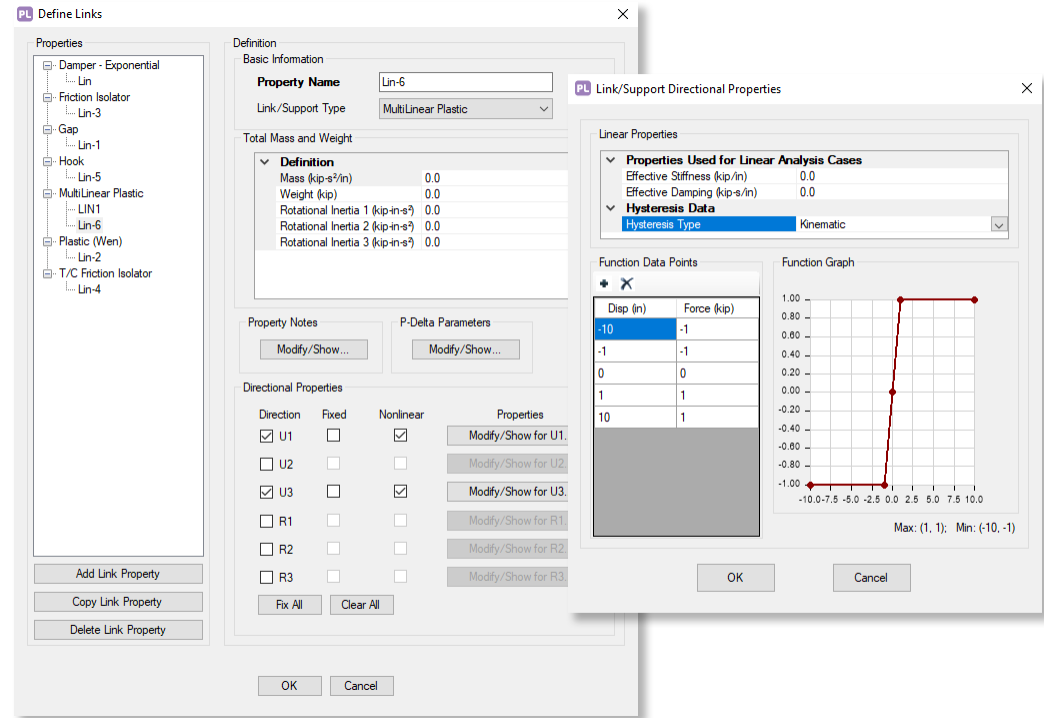 PL Define Links
Properties
Damper - Exponential
Lin
Friction Isolator
Lin-3
Gap
Lin-1
Hook
Lin-5
MultiLinear Plastic
LIN1
Lin-6
Plastic (Wen)
Lin-2
T/C Friction Isolator
Lin-4
Add Link Property
Copy Link Property
Delete Link Property
Definition
Basic Information
Property Name Lin-6
Link/Support Type MultiLinear Plastic
Total Mass and Weight
Definition
Mass (kip-s²/in) 0.0
Weight (kip) 0.0
Rotational Inertia 1 (kip-in-s²) 0.0
Rotational Inertia 2 (kip-in-s²) 0.0
Rotational Inertia 3 (kip-in-s²) 0.0
Property Notes
Modify/Show...
P-Delta Parameters
Modify/Show...
Directional Properties
Direction Fixed Nonlinear Properties
U1 Modify/Show for U1.
U2 Modify/Show for U2.
U3 Modify/Show for U3.
R1 Modify/Show for R1.
R2 Modify/Show for R2.
R3 Modify/Show for R3.
Fix All Clear All
OK Cancel
PL Link/Support Directional Properties
Linear Properties
Properties Used for Linear Analysis Cases
Effective Stiffness (kip/in) 0.0
Effective Damping (kip-s/in) 0.0
Hysteresis Data
Hysteresis Type Kinematic
Function Data Points
Disp (in) Force (kip)
-10 -1
-1 -1
0 0
1 1
10 1
Function Graph
1.00
0.80
0.60
0.40
0.20
0.00
-0.20
-0.40
-0.60
-0.80
-1.00
-10.0 -7.5 -5.0 -2.5 0.0 2.5 5.0 7.5 10.0
Max: (1, 1); Min: (-10, -1)
OK Cancel